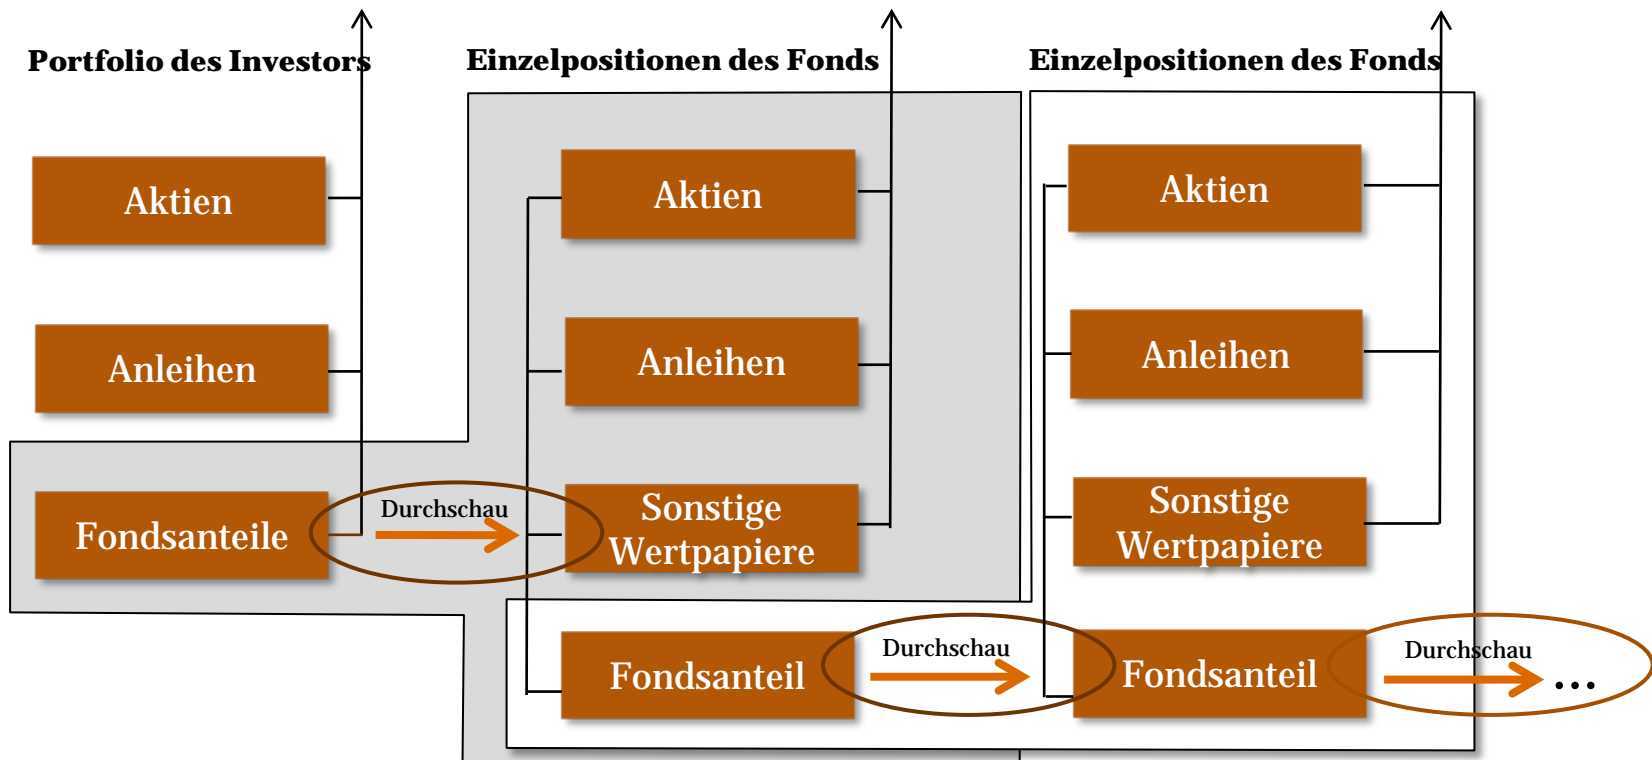 Portfolio des Investors
Aktien
Anleihen
Fondsanteile
Durchschau
Einzelpositionen des Fonds
Aktien
Anleihen
Sonstige
Wertpapiere
Fondsanteil
Durchschau
Einzelpositionen des Fonds
Aktien
Anleihen
Sonstige
Wertpapiere
Fondsanteil
Durchschau
...